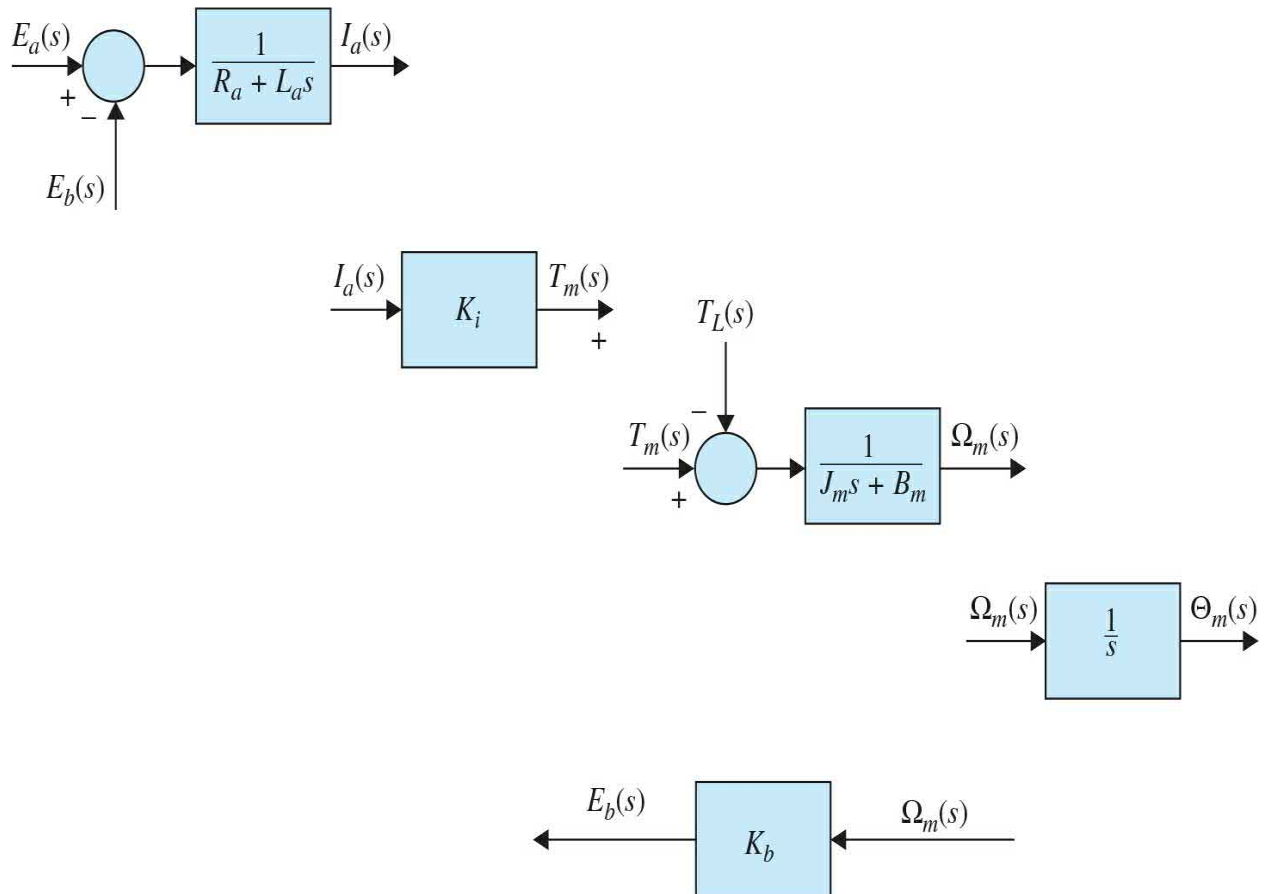 E_a(s)
+
−
1
R_a + L_a s
I_a(s)
E_b(s)
I_a(s)
K_i
T_m(s)
+
T_L(s)
−
T_m(s)
+
1
J_m s + B_m
Ω_m(s)
Ω_m(s)
1
s
Θ_m(s)
E_b(s)
K_b
Ω_m(s)